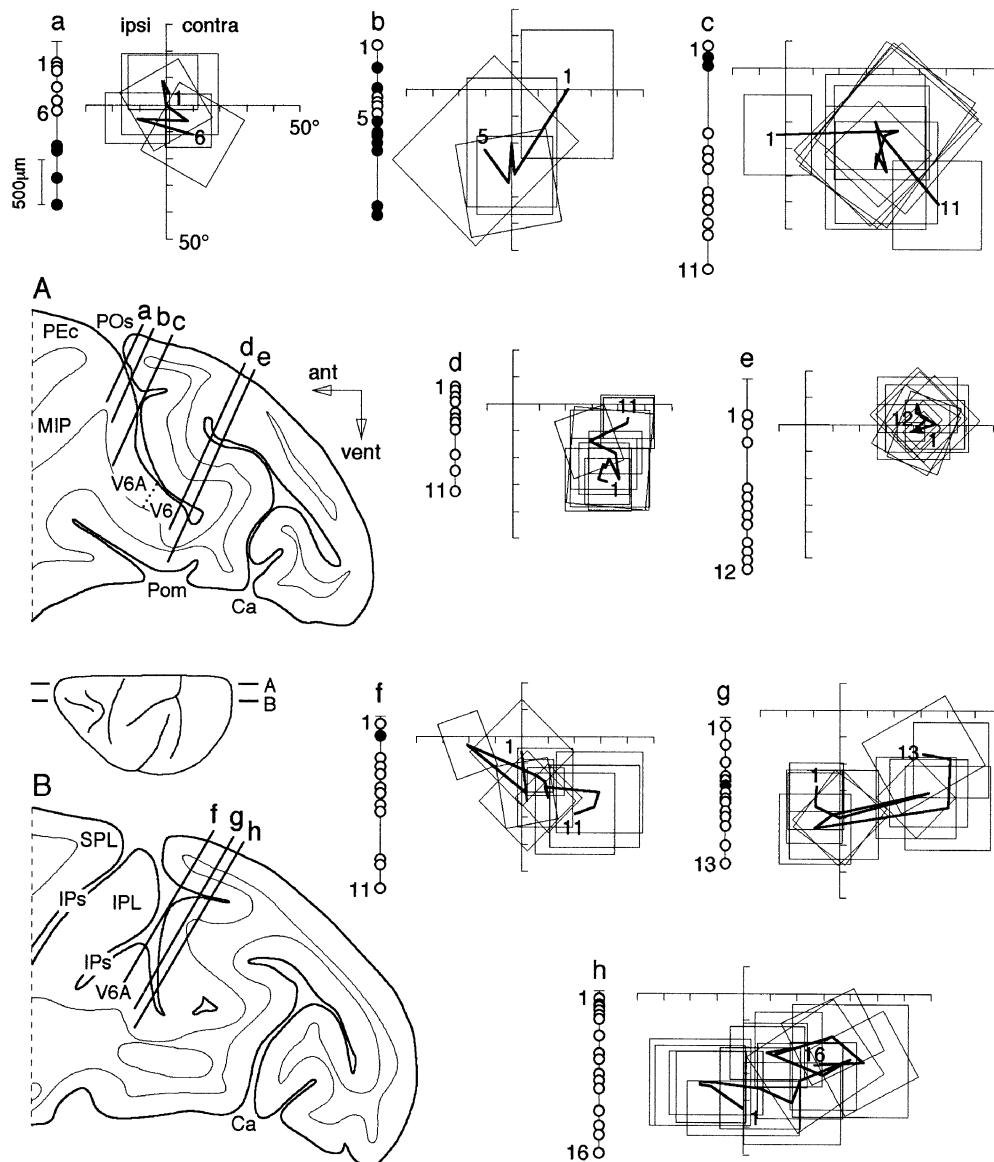 a
ipsi contra
1
6
1
6
50°
50°
500µm
b
1
5
1
5
c
1
11
1
11
A
PEc
POs
a b c
d e
MIP
V6A
V6
Pom
Ca
ant
vent
d
1
11
11
1
e
1
12
12
1
A
B
B
SPL
IPs
IPL
IPs
V6A
f g h
Ca
f
1
11
1
11
g
1
13
1
13
h
1
16
16
1